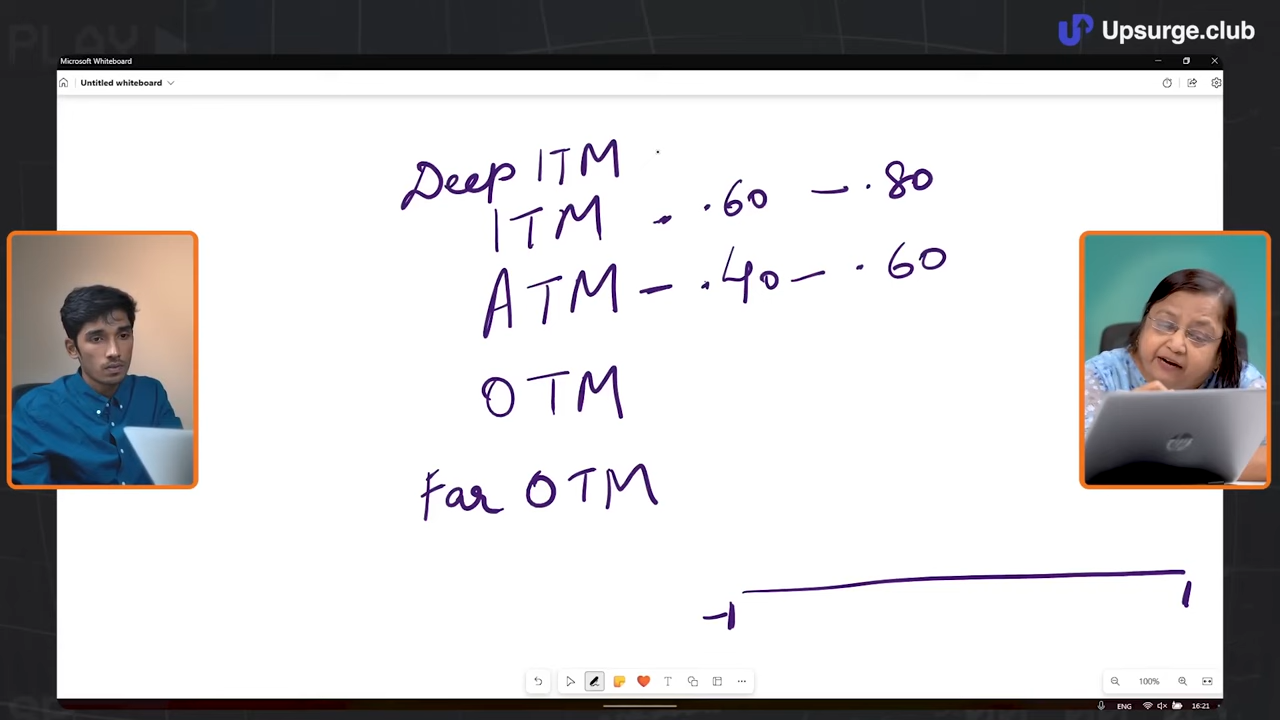 PLAY
Upsurge.club
Microsoft Whiteboard
Untitled whiteboard
Deep ITM
ITM - .60 - .80
ATM - .40 - .60
OTM
Far OTM
-1 1
100%
ENG 16:21